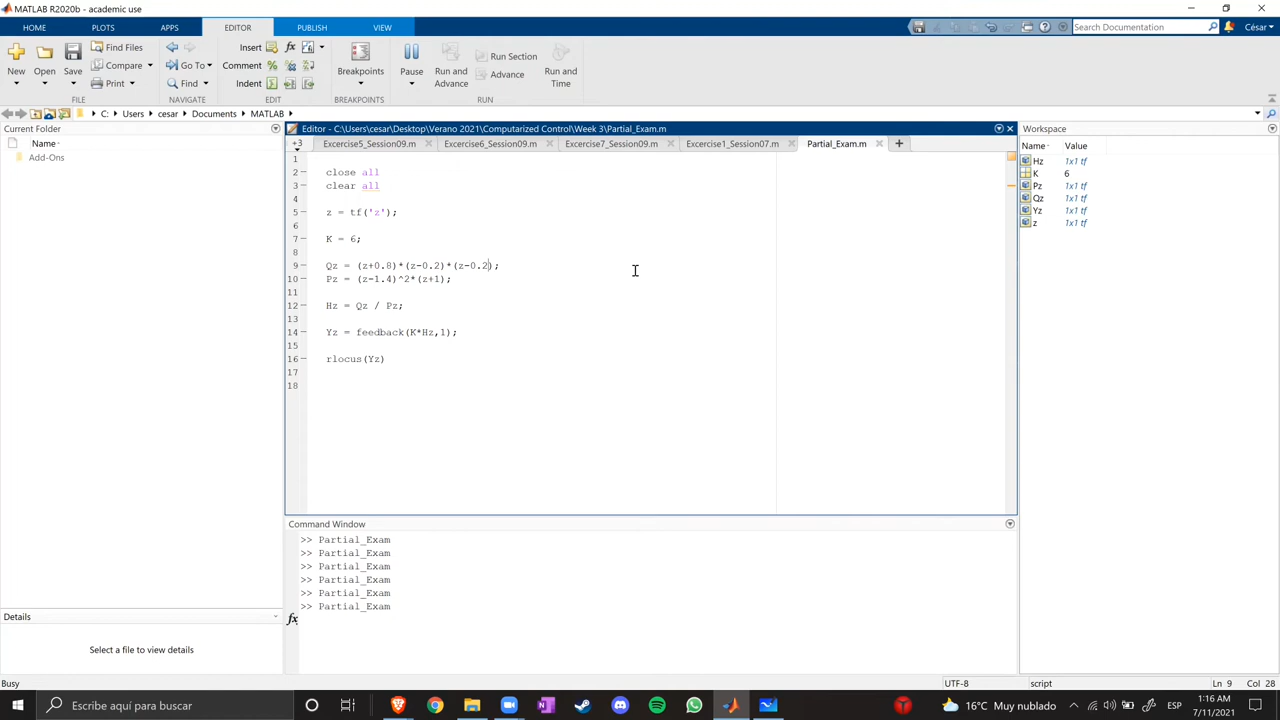 MATLAB R2020b - academic use
HOME PLOTS APPS EDITOR PUBLISH VIEW
Search Documentation César
New Open Save
Find Files
Compare
Print
Go To
Find
Insert
Comment
Indent
Breakpoints
Pause Run and Advance
Run Section
Advance
Run and Time
FILE NAVIGATE EDIT BREAKPOINTS RUN
C: Users cesar Documents MATLAB
Current Folder
Name
Add-Ons
Editor - C:\Users\cesar\Desktop\Verano 2021\Computarized Control\Week 3\Partial_Exam.m
+3 Excercise5_Session09.m Excercise6_Session09.m Excercise7_Session09.m Excercise1_Session07.m Partial_Exam.m
1
2 close all
3 clear all
4
5 z = tf('z');
6
7 K = 6;
8
9 Qz = (z+0.8)*(z-0.2)*(z-0.2);
10 Pz = (z-1.4)^2*(z+1);
11
12 Hz = Qz / Pz;
13
14 Yz = feedback(K*Hz,1);
15
16 rlocus(Yz)
17
18
Workspace
Name Value
Hz 1x1 tf
K 6
Pz 1x1 tf
Qz 1x1 tf
Yz 1x1 tf
z 1x1 tf
Command Window
>> Partial_Exam
>> Partial_Exam
>> Partial_Exam
>> Partial_Exam
>> Partial_Exam
>> Partial_Exam
fx
Details
Select a file to view details
Busy UTF-8 script Ln 9 Col 28
Escribe aquí para buscar
16°C Muy nublado ESP
1:16 AM
7/11/2021